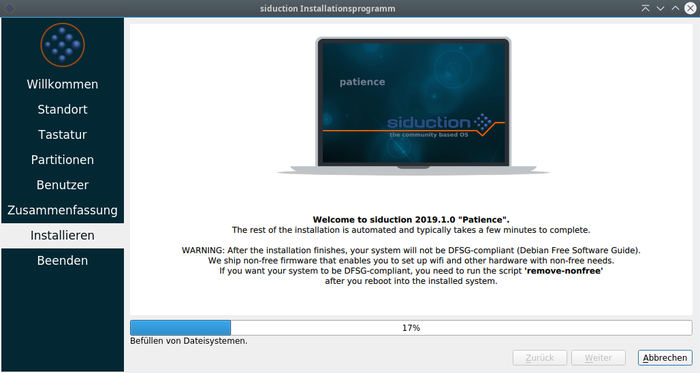 siduction Installationsprogramm
Willkommen
Standort
Tastatur
Partitionen
Benutzer
Zusammenfassung
Installieren
Beenden
patience
siduction
the community based OS
Welcome to siduction 2019.1.0 "Patience".
The rest of the installation is automated and typically takes a few minutes to complete.
WARNING: After the installation finishes, your system will not be DFSG-compliant (Debian Free Software Guide).
We ship non-free firmware that enables you to set up wifi and other hardware with non-free needs.
If you want your system to be DFSG-compliant, you need to run the script 'remove-nonfree'
after you reboot into the installed system.
17%
Befüllen von Dateisystemen.
Zurück
Weiter
Abbrechen